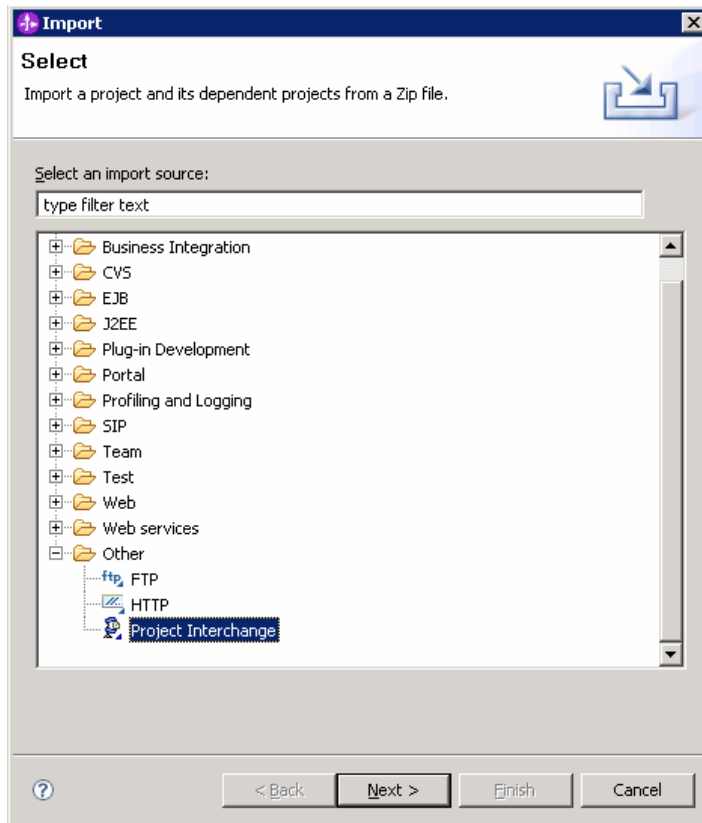 Import
Select
Import a project and its dependent projects from a Zip file.
Select an import source:
type filter text
Business Integration
CVS
EJB
J2EE
Plug-in Development
Portal
Profiling and Logging
SIP
Team
Test
Web
Web services
Other
ftp FTP
HTTP
Project Interchange
? < Back Next > Finish Cancel